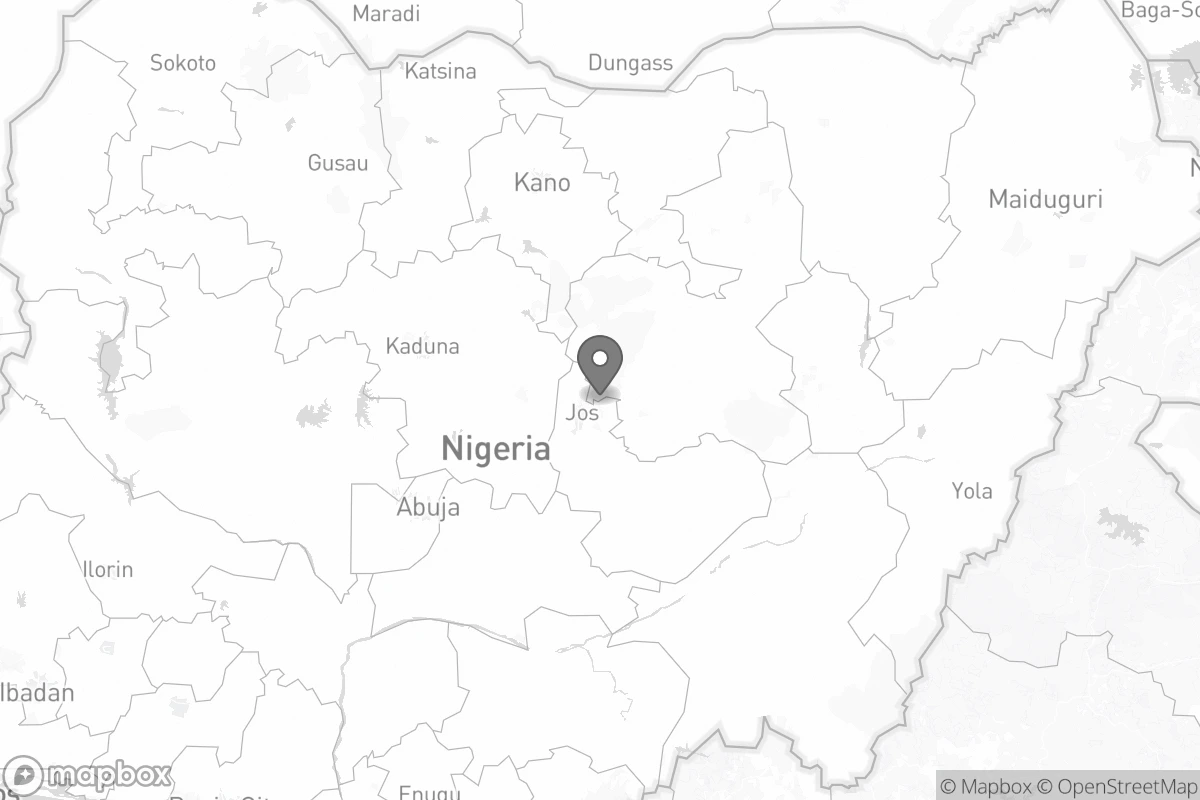 Maradi
Baga-So
Sokoto
Katsina
Dungass
Gusau
Kano
Maiduguri
N
Kaduna
Jos
Nigeria
Abuja
Yola
Ilorin
Ibadan
mapbox
Enugu
© Mapbox © OpenStreetMap